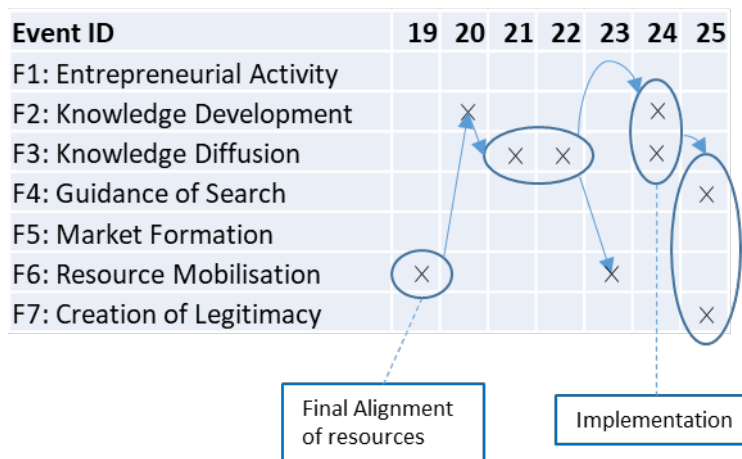 Event ID 19 20 21 22 23 24 25
F1: Entrepreneurial Activity
F2: Knowledge Development X X
F3: Knowledge Diffusion X X X
F4: Guidance of Search X
F5: Market Formation
F6: Resource Mobilisation X X
F7: Creation of Legitimacy X
Final Alignment
of resources
Implementation